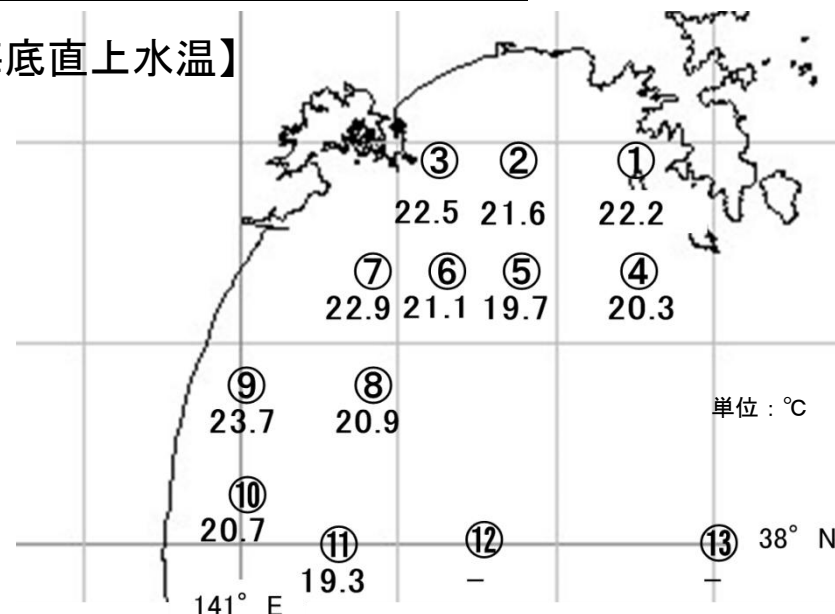 底直上水温】
③ ② ①
22.5 21.6 22.2
⑦ ⑥ ⑤ ④
22.9 21.1 19.7 20.3
⑨ ⑧
23.7 20.9
単位：℃
⑩
20.7
⑪ ⑫ ⑬ 38° N
19.3 － －
141° E